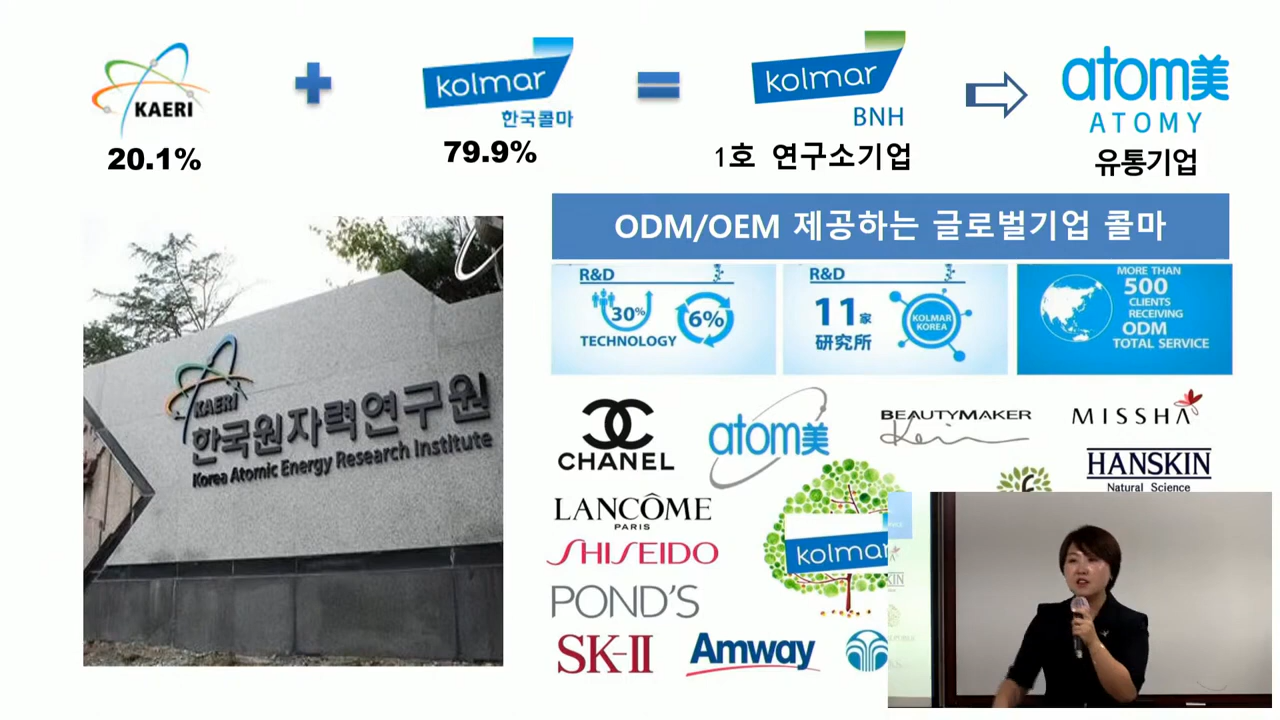 KAERI
20.1%
kolmar
한국콜마
79.9%
kolmar
BNH
1호 연구소기업
atom美
ATOMY
유통기업
KAERI
한국원자력연구원
Korea Atomic Energy Research Institute
ODM/OEM 제공하는 글로벌기업 콜마
R&D
30%
6%
TECHNOLOGY
R&D
11家
研究所
KOLMAR
KOREA
MORE THAN
500
CLIENTS
RECEIVING
ODM
TOTAL SERVICE
CHANEL
atom美
BEAUTYMAKER
Kevin
MISSHA
HANSKIN
Natural Science
LANCÔME
PARIS
SHISEIDO
kolmar
POND'S
SK-II
Amway